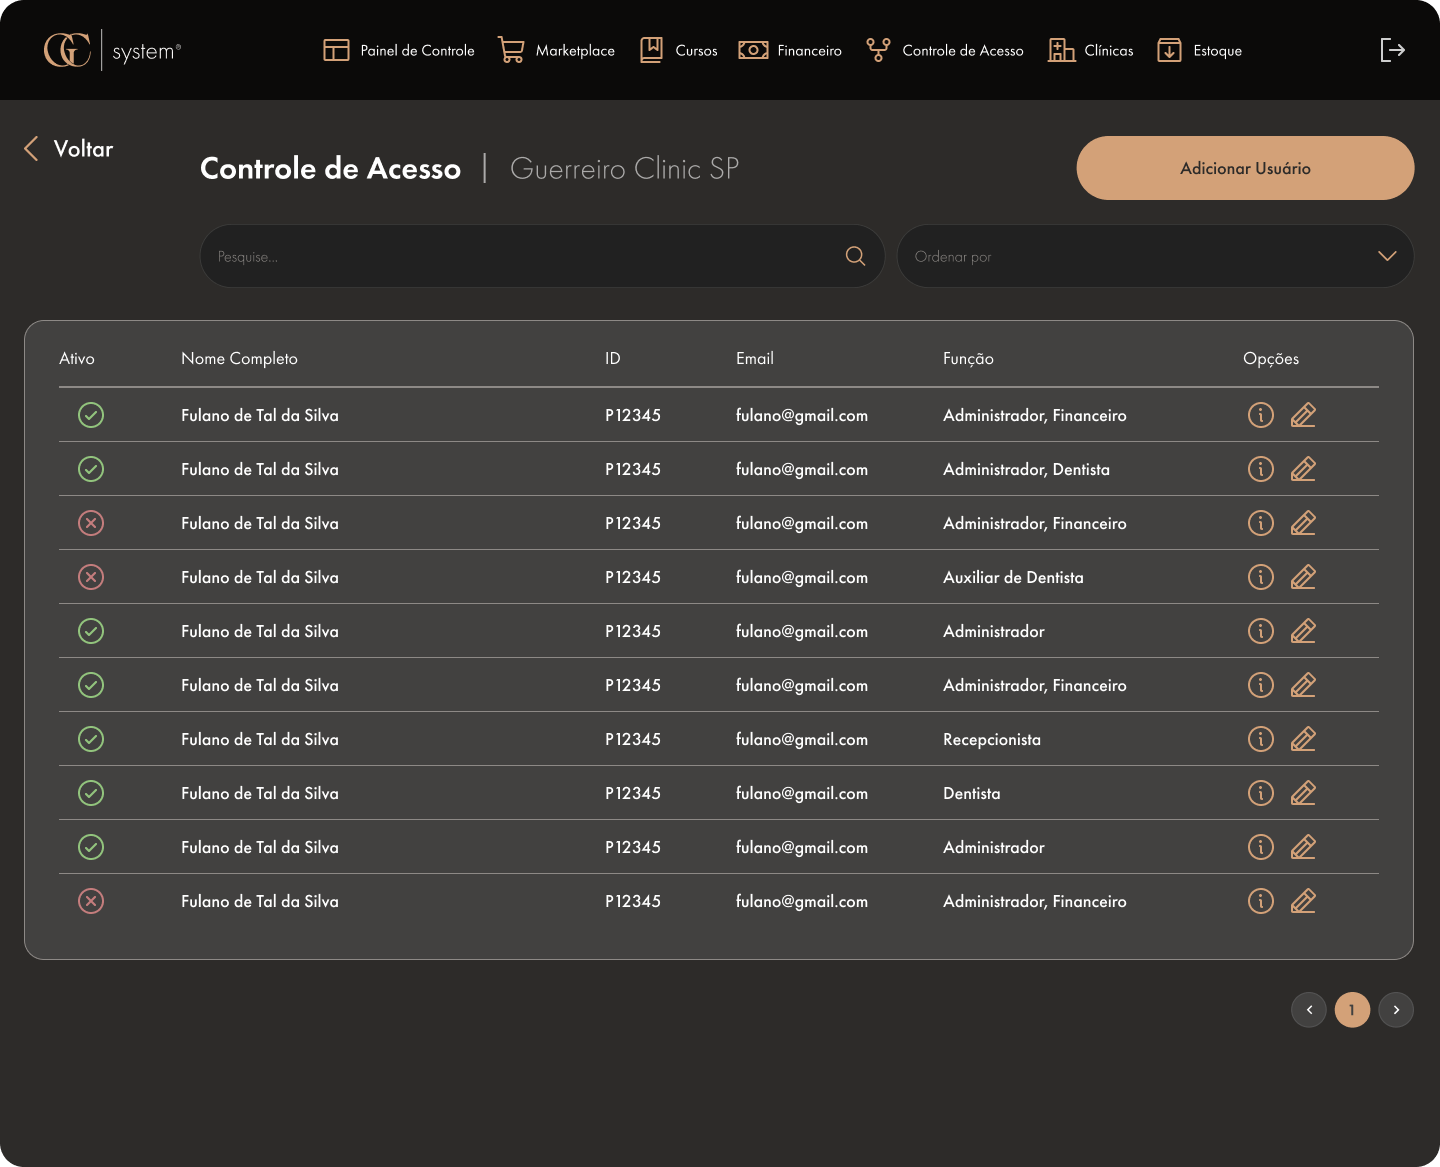 GC system®
Painel de Controle Marketplace Cursos Financeiro Controle de Acesso Clínicas Estoque
Voltar
Controle de Acesso | Guerreiro Clinic SP
Adicionar Usuário
Pesquise... Ordenar por
Ativo Nome Completo ID Email Função Opções
Fulano de Tal da Silva P12345 fulano@gmail.com Administrador, Financeiro
Fulano de Tal da Silva P12345 fulano@gmail.com Administrador, Dentista
Fulano de Tal da Silva P12345 fulano@gmail.com Administrador, Financeiro
Fulano de Tal da Silva P12345 fulano@gmail.com Auxiliar de Dentista
Fulano de Tal da Silva P12345 fulano@gmail.com Administrador
Fulano de Tal da Silva P12345 fulano@gmail.com Administrador, Financeiro
Fulano de Tal da Silva P12345 fulano@gmail.com Recepcionista
Fulano de Tal da Silva P12345 fulano@gmail.com Dentista
Fulano de Tal da Silva P12345 fulano@gmail.com Administrador
Fulano de Tal da Silva P12345 fulano@gmail.com Administrador, Financeiro
1